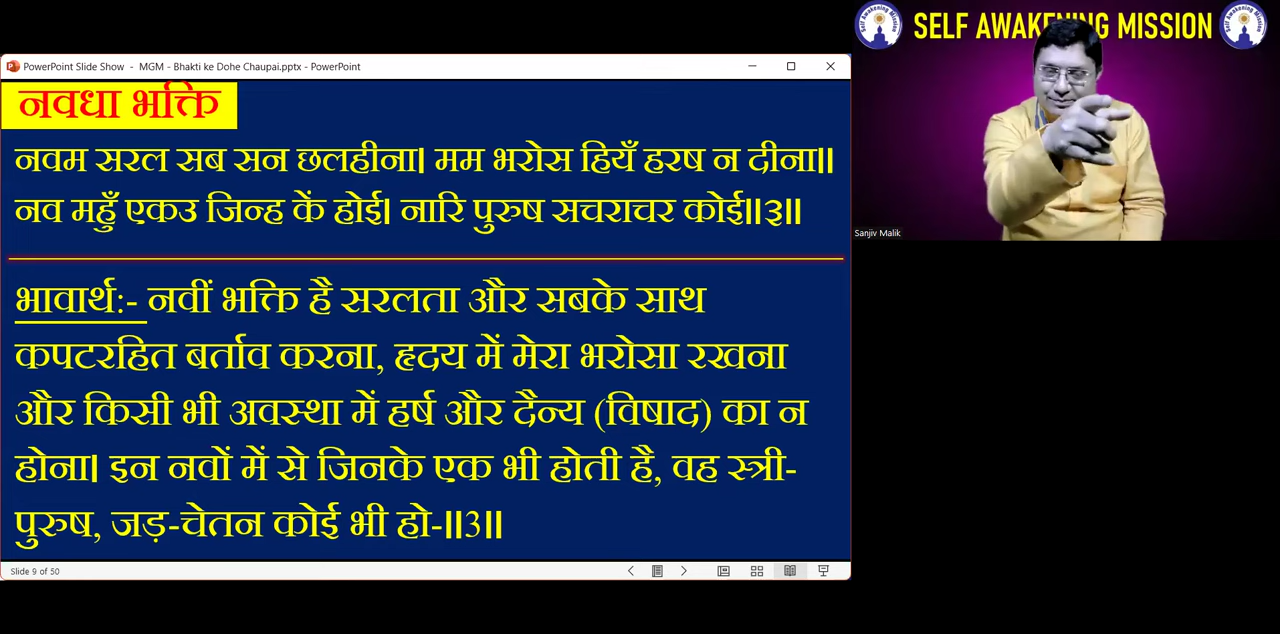 SELF AWAKENING MISSION
PowerPoint Slide Show - MGM - Bhakti ke Dohe Chaupai.pptx - PowerPoint
नवधा भक्ति
नवम सरल सब सन छलहीना। मम भरोस हियँ हरष न दीना॥
नव महुँ एकउ जिन्ह कें होई। नारि पुरुष सचराचर कोई॥३॥
भावार्थ:- नवीं भक्ति है सरलता और सबके साथ
कपटरहित बर्ताव करना, हृदय में मेरा भरोसा रखना
और किसी भी अवस्था में हर्ष और दैन्य (विषाद) का न
होना। इन नवों में से जिनके एक भी होती है, वह स्त्री-
पुरुष, जड़-चेतन कोई भी हो-॥3॥
Slide 9 of 50
Sanjiv Malik